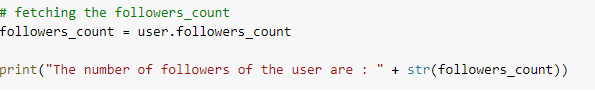 # fetching the followers_count
followers_count = user.followers_count
print("The number of followers of the user are : " + str(followers_count))